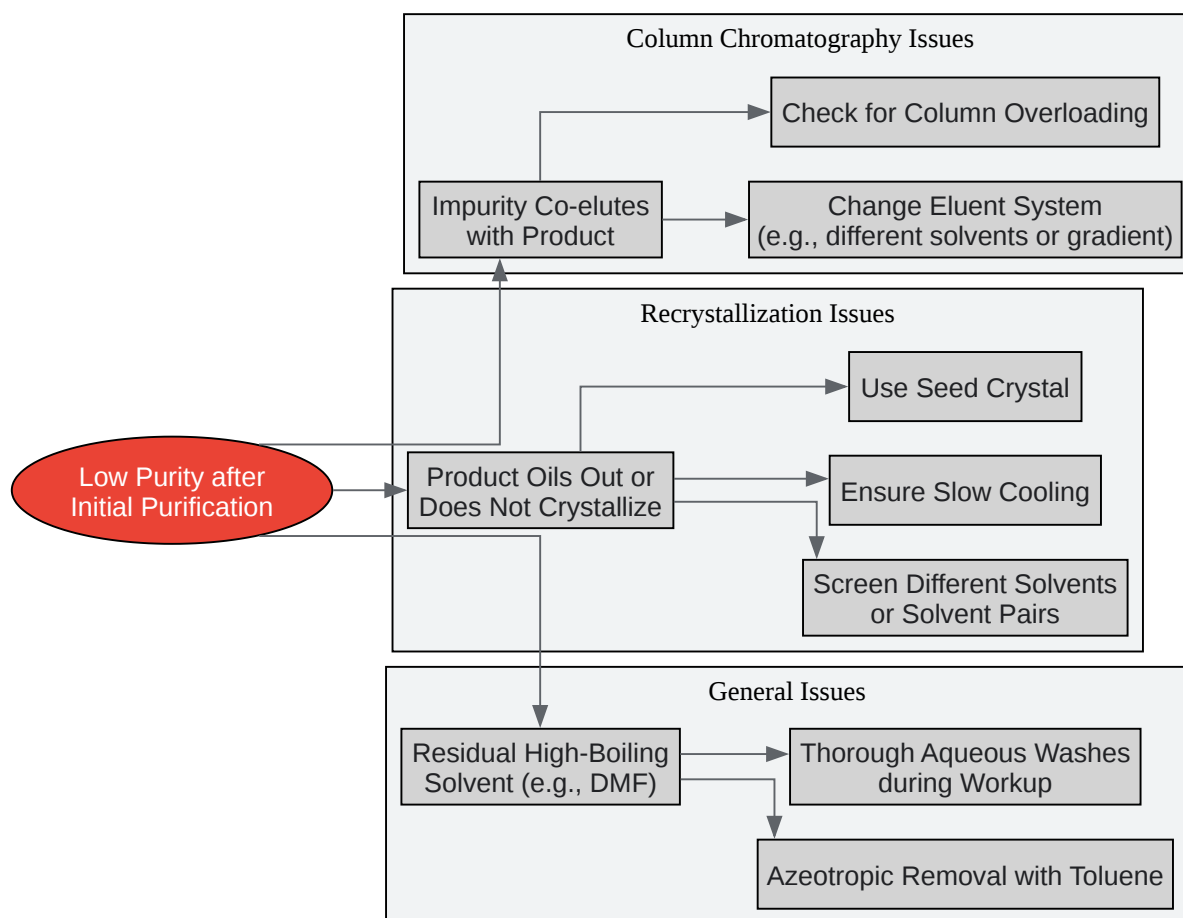 Column Chromatography Issues
Check for Column Overloading
Impurity Co-elutes
with Product
Change Eluent System
(e.g., different solvents or gradient)
Recrystallization Issues
Use Seed Crystal
Low Purity after
Initial Purification
Product Oils Out or
Does Not Crystallize
Ensure Slow Cooling
Screen Different Solvents
or Solvent Pairs
General Issues
Residual High-Boiling
Solvent (e.g., DMF)
Thorough Aqueous Washes
during Workup
Azeotropic Removal with Toluene